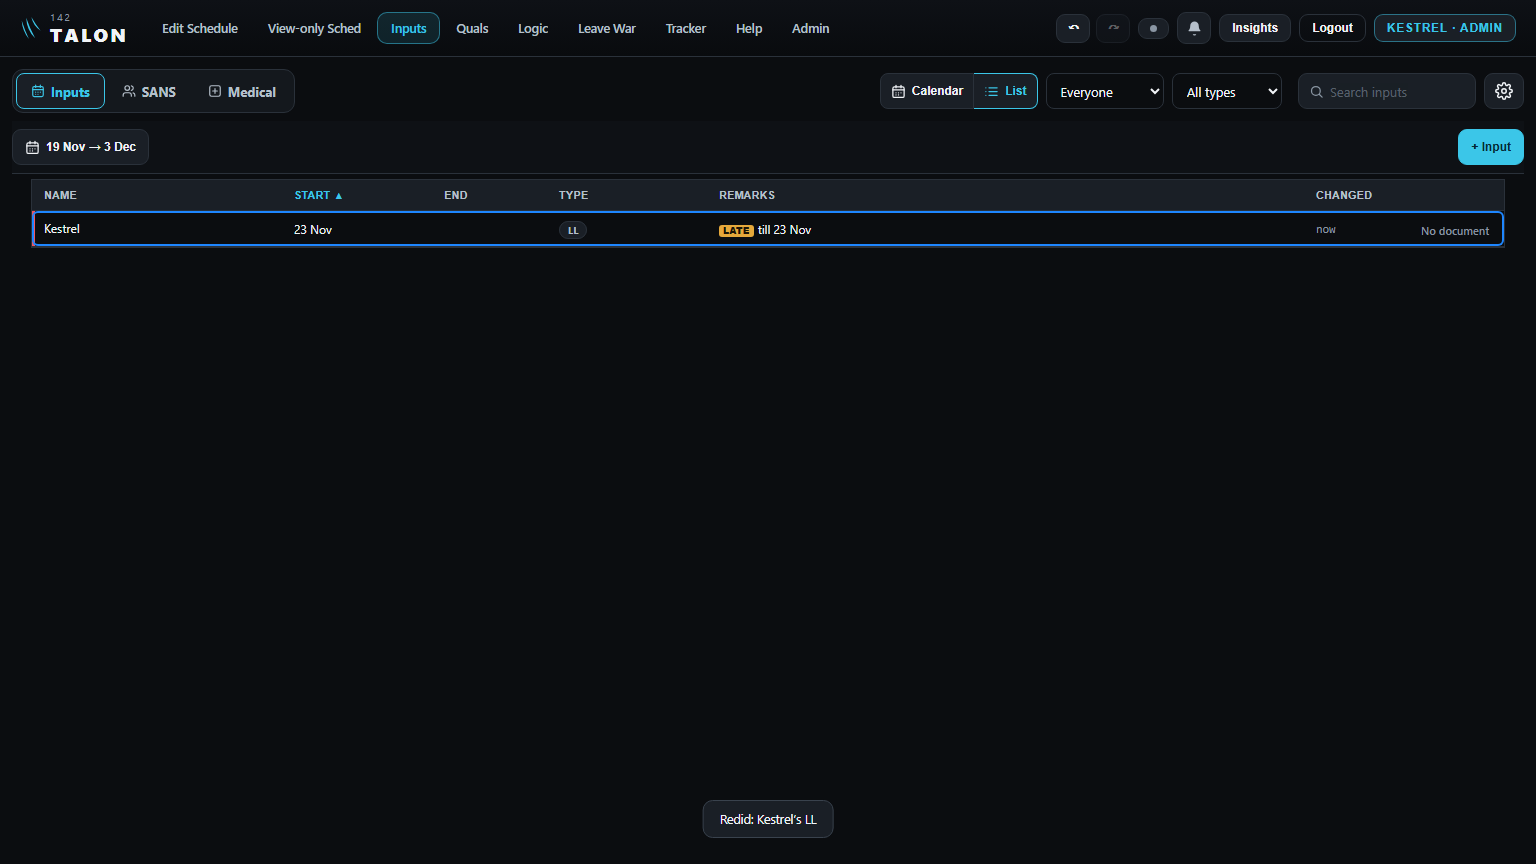 142
TALON
Edit Schedule
View-only Sched
Inputs
Quals
Logic
Leave War
Tracker
Help
Admin
Insights
Logout
KESTREL · ADMIN
Inputs
SANS
Medical
Calendar
List
Everyone
All types
Search inputs
19 Nov → 3 Dec
+ Input
NAME START ▲ END TYPE REMARKS CHANGED
Kestrel 23 Nov LL LATE till 23 Nov now No document
Redid: Kestrel's LL